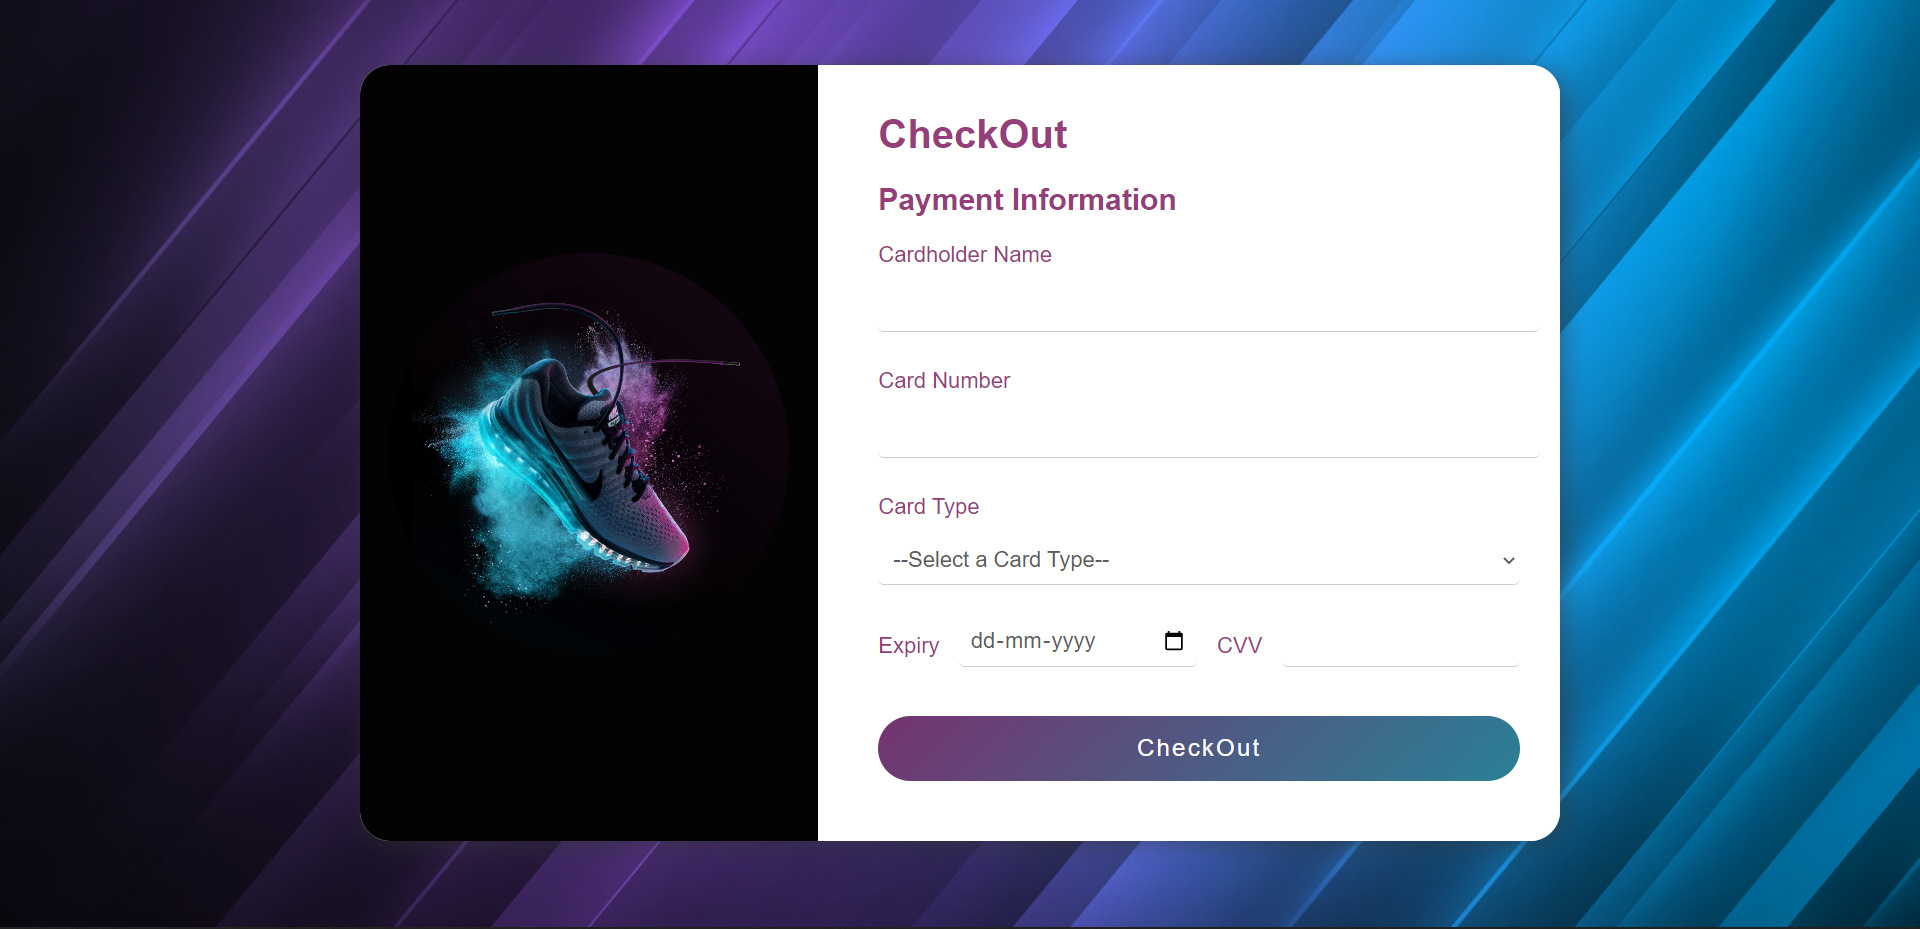 CheckOut
Payment Information
Cardholder Name
Card Number
Card Type
--Select a Card Type--
Expiry dd-mm-yyyy CVV
CheckOut